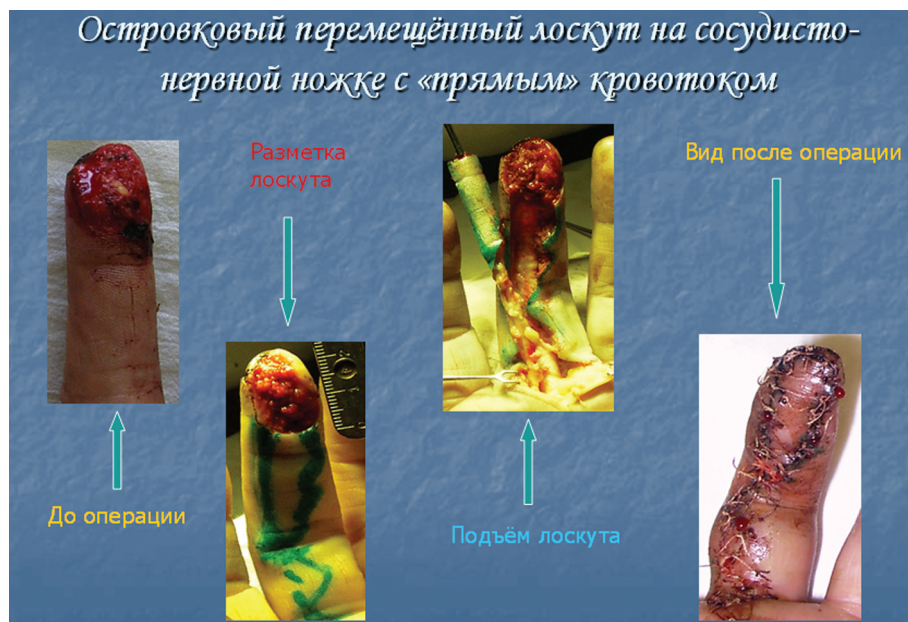 Островковый перемещённый лоскут на сосудисто-
нервной ножке с «прямым» кровотоком
Разметка
лоскута
Вид после операции
До операции
Подъём лоскута